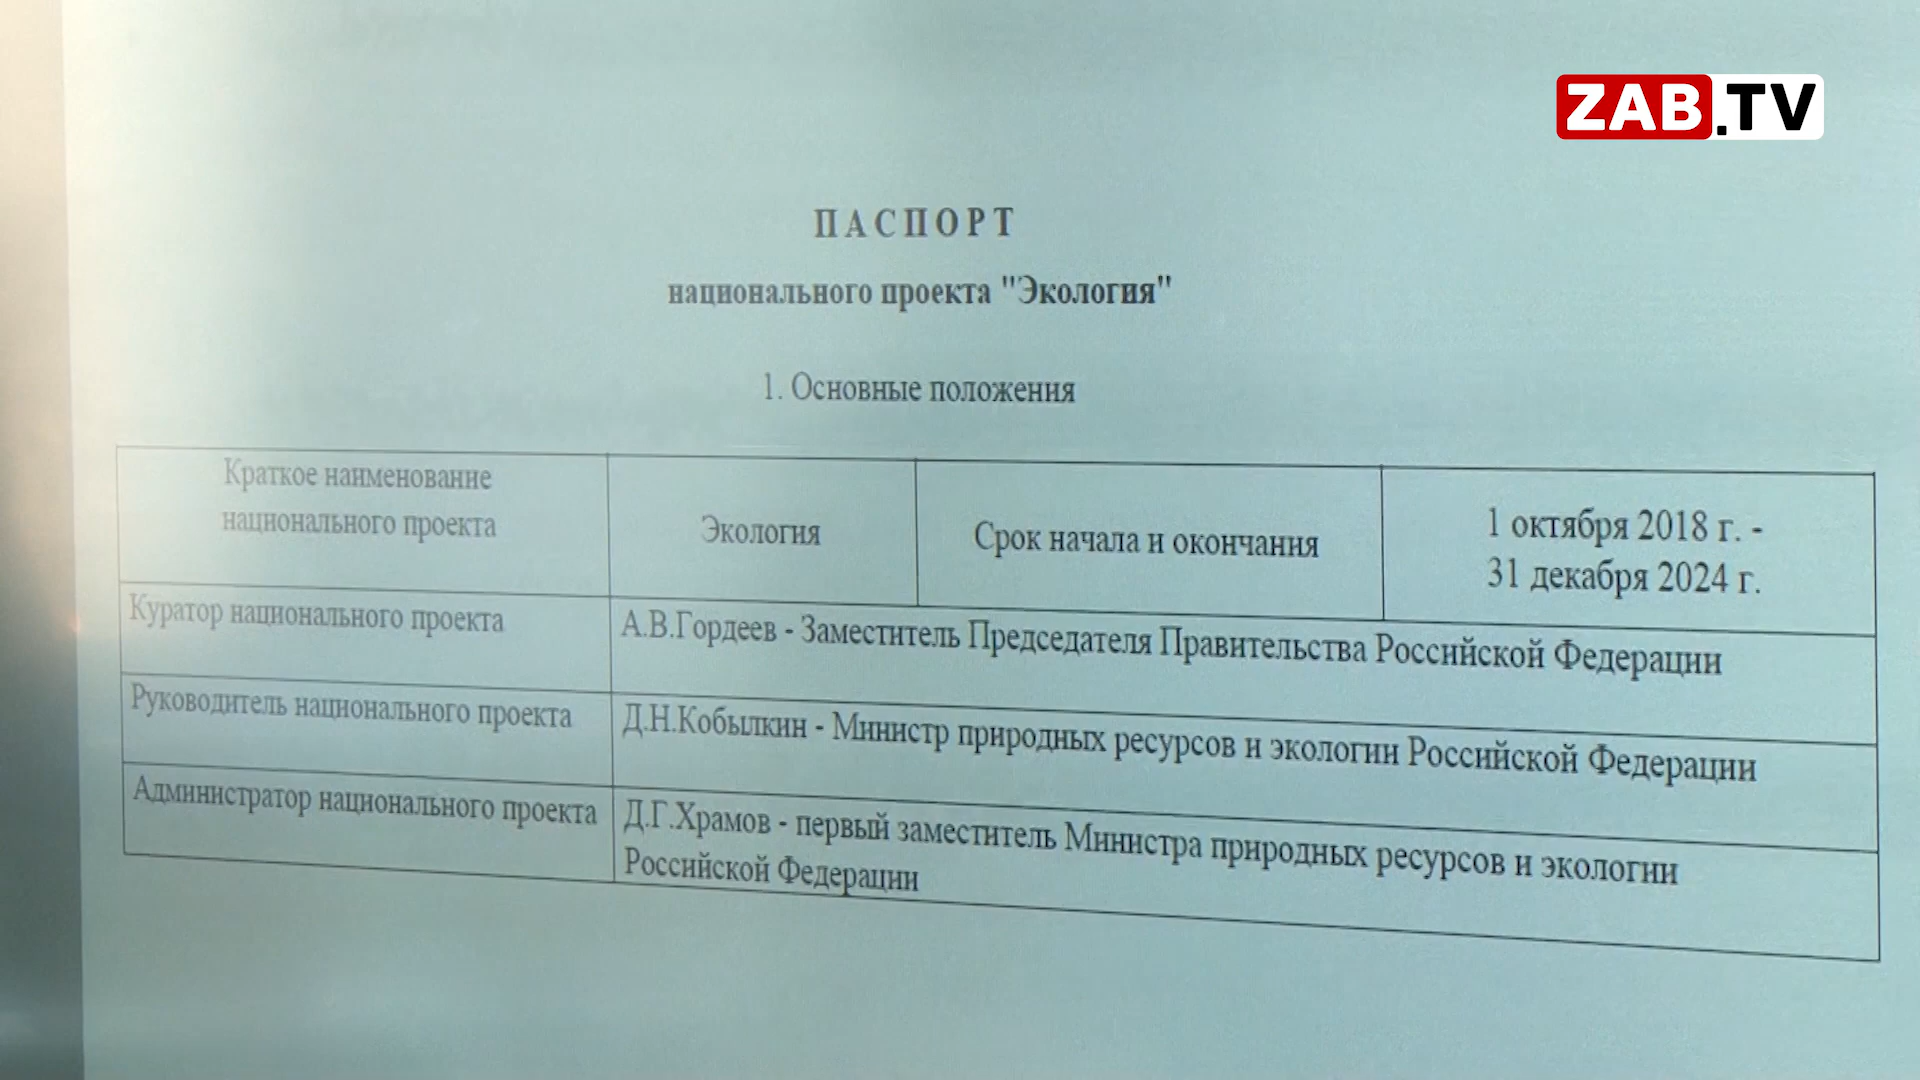 ZAB.TV
ПАСПОРТ
национального проекта "Экология"
1. Основные положения
Краткое наименование
национального проекта
Экология
Срок начала и окончания
1 октября 2018 г. -
31 декабря 2024 г.
Куратор национального проекта
А.В.Гордеев - Заместитель Председателя Правительства Российской Федерации
Руководитель национального проекта
Д.Н.Кобылкин - Министр природных ресурсов и экологии Российской Федерации
Администратор национального проекта
Д.Г.Храмов - первый заместитель Министра природных ресурсов и экологии
Российской Федерации